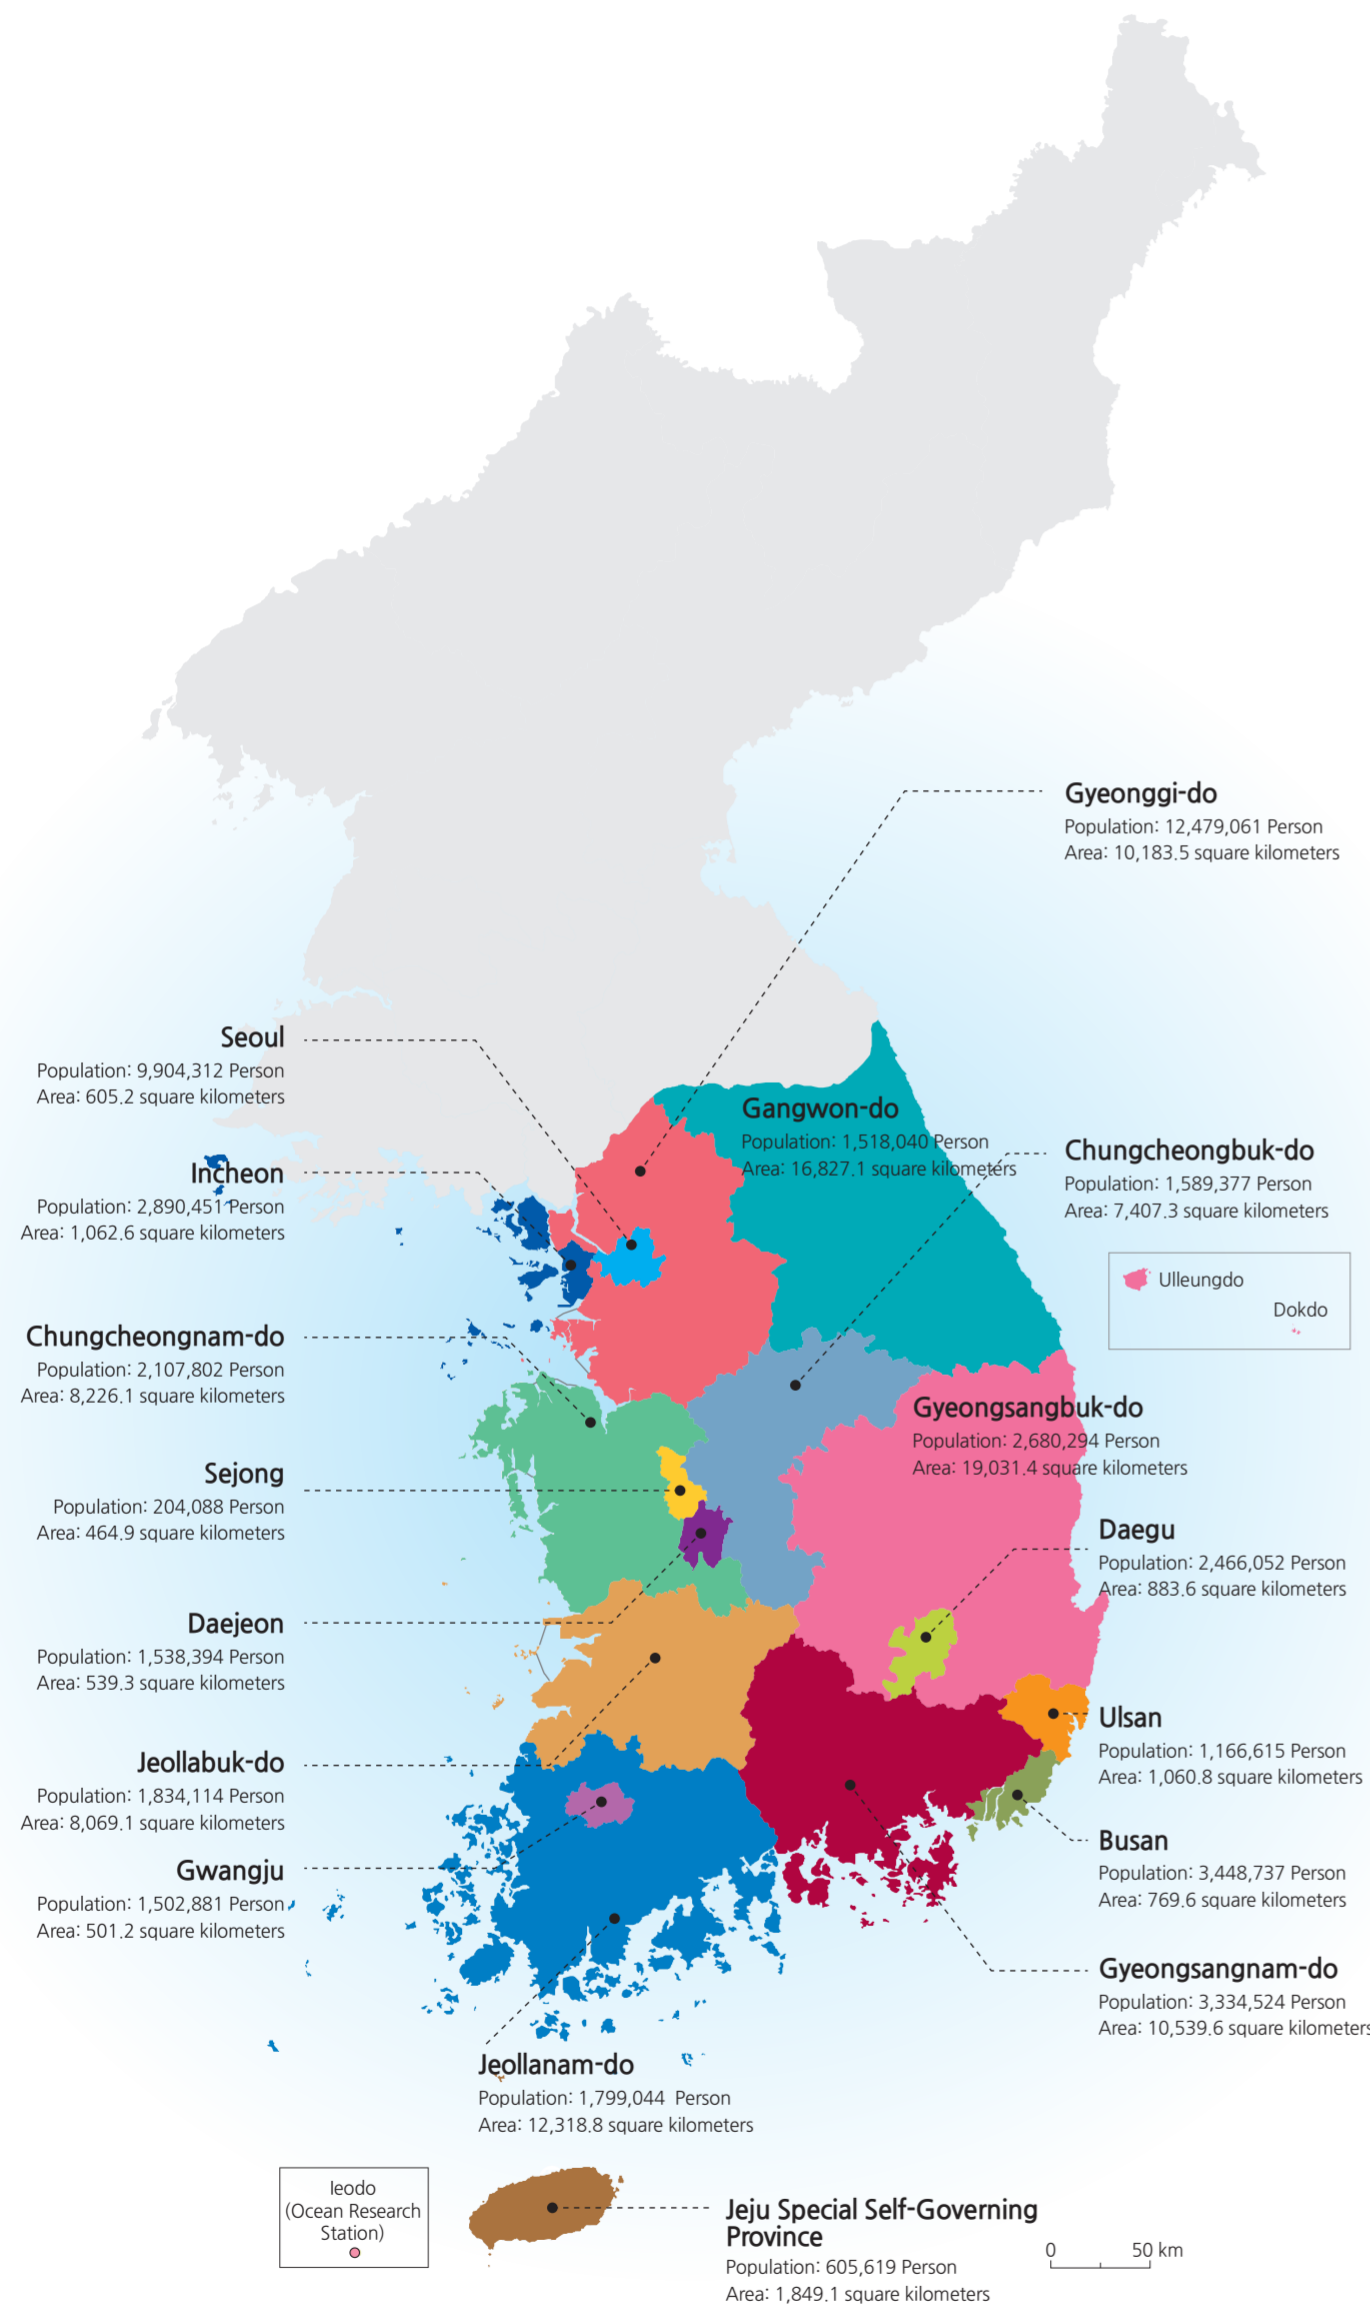 Gyeonggi-do
Population: 12,479,061 Person
Area: 10,183.5 square kilometers
Seoul
Population: 9,904,312 Person
Area: 605.2 square kilometers
Gangwon-do
Population: 1,518,040 Person
Area: 16,827.1 square kilometers
Chungcheongbuk-do
Population: 1,589,377 Person
Area: 7,407.3 square kilometers
Incheon
Population: 2,890,451 Person
Area: 1,062.6 square kilometers
Ulleungdo
Dokdo
Chungcheongnam-do
Population: 2,107,802 Person
Area: 8,226.1 square kilometers
Gyeongsangbuk-do
Population: 2,680,294 Person
Area: 19,031.4 square kilometers
Sejong
Population: 204,088 Person
Area: 464.9 square kilometers
Daegu
Population: 2,466,052 Person
Area: 883.6 square kilometers
Daejeon
Population: 1,538,394 Person
Area: 539.3 square kilometers
Ulsan
Population: 1,166,615 Person
Area: 1,060.8 square kilometers
Jeollabuk-do
Population: 1,834,114 Person
Area: 8,069.1 square kilometers
Busan
Population: 3,448,737 Person
Area: 769.6 square kilometers
Gwangju
Population: 1,502,881 Person
Area: 501.2 square kilometers
Gyeongsangnam-do
Population: 3,334,524 Person
Area: 10,539.6 square kilometers
Jeollanam-do
Population: 1,799,044 Person
Area: 12,318.8 square kilometers
Ieodo
(Ocean Research
Station)
Jeju Special Self-Governing
Province
Population: 605,619 Person
Area: 1,849.1 square kilometers
0 50 km